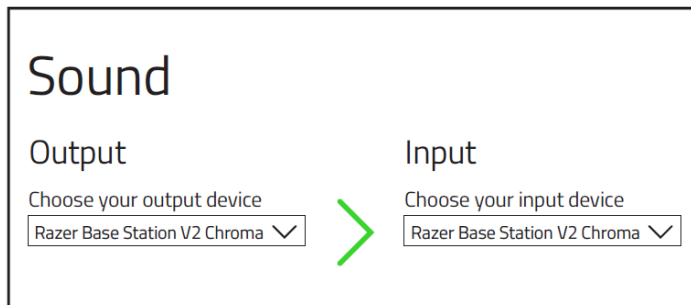 Sound
Output
Choose your output device
Razer Base Station V2 Chroma
Input
Choose your input device
Razer Base Station V2 Chroma